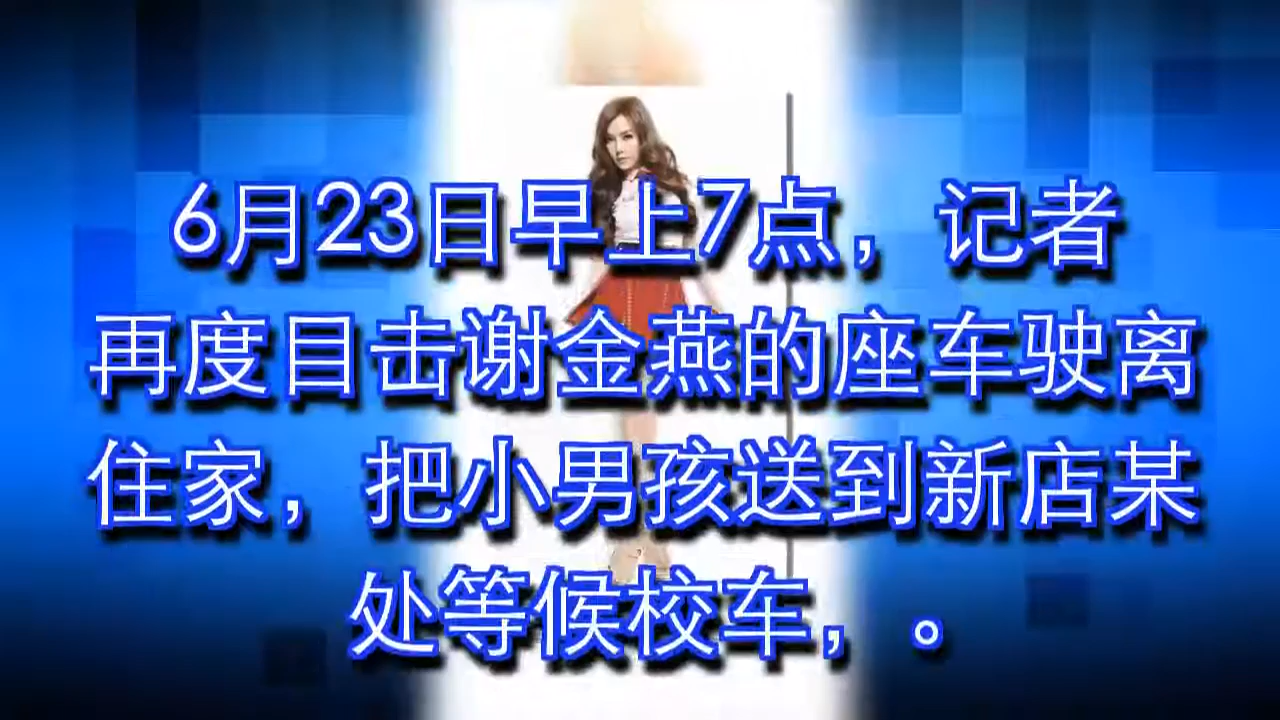 6月23日早上7点，记者
再度目击谢金燕的座车驶离
住家，把小男孩送到新店某
处等候校车，。